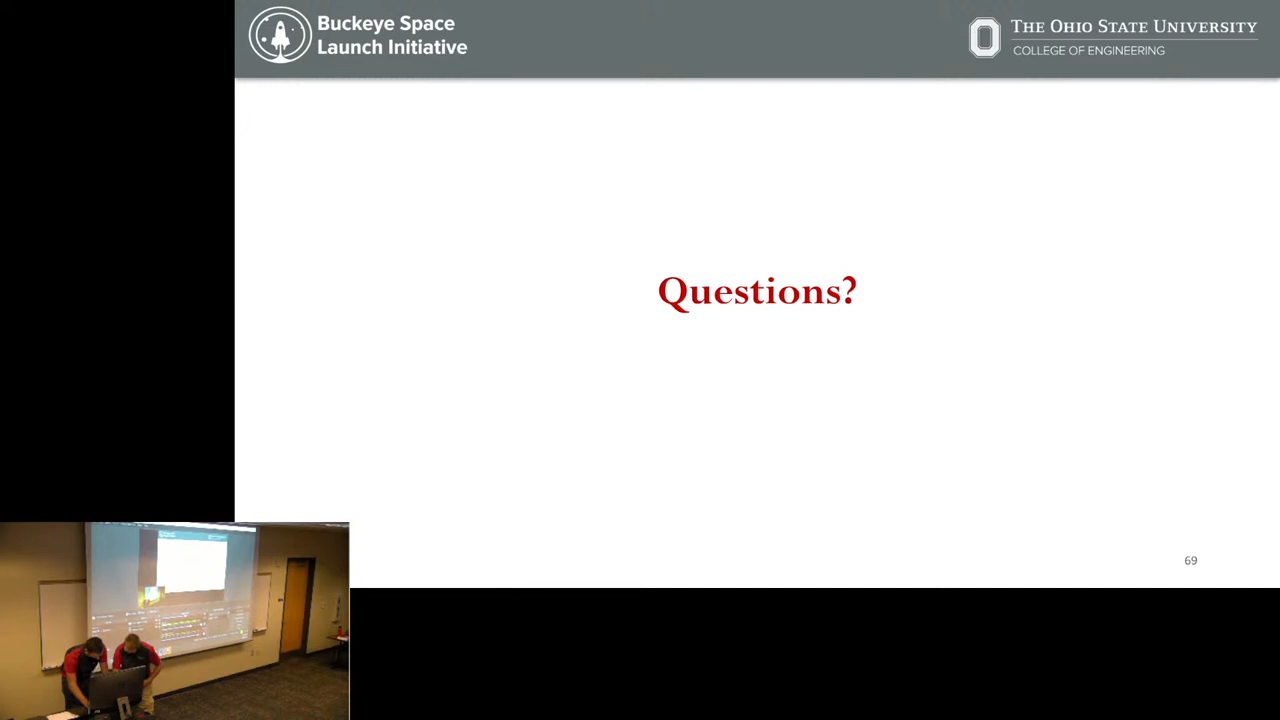 Buckeye Space
Launch Initiative
THE OHIO STATE UNIVERSITY
COLLEGE OF ENGINEERING
Questions?
69